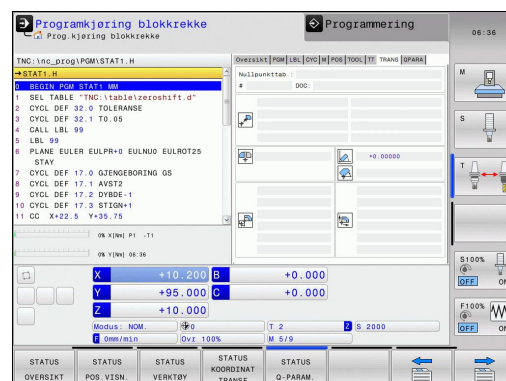 Programkjøring blokkrekke
Prog.kjøring blokkrekke
Programmering
06:36
TNC:\nc_prog\PGM\STAT1.H
→STAT1.H
0 BEGIN PGM STAT1 MM
1 SEL TABLE "TNC:\table\zeroshift.d"
2 CYCL DEF 32.0 TOLERANSE
3 CYCL DEF 32.1 T0.05
4 CALL LBL 99
5 LBL 99
6 PLANE EULER EULPR+0 EULNU0 EULROT25
STAY
7 CYCL DEF 17.0 GJENGEBORING GS
8 CYCL DEF 17.1 AVST2
9 CYCL DEF 17.2 DYBDE-1
10 CYCL DEF 17.3 STIGN+1
11 CC X+22.5 Y+35.75
Oversikt PGM LBL CYC M POS TOOL TT TRANS QPARA
Nullpunkttab.:
# DOC:
+0.00000
0% X[Nm] P1 -T1
0% Y[Nm] 06:36
X +10.200 B +0.000
Y +95.000 C +0.000
Z +10.000
Modus: NOM. 0 T 2 Z S 2000
F 0mm/min Ovr 100% M 5/9
M
S
T
S100%
OFF ON
F100%
OFF ON
STATUS
OVERSIKT
STATUS
POS.VISN.
STATUS
VERKTØY
STATUS
KOORDINAT
TRANSF.
STATUS
Q-PARAM.